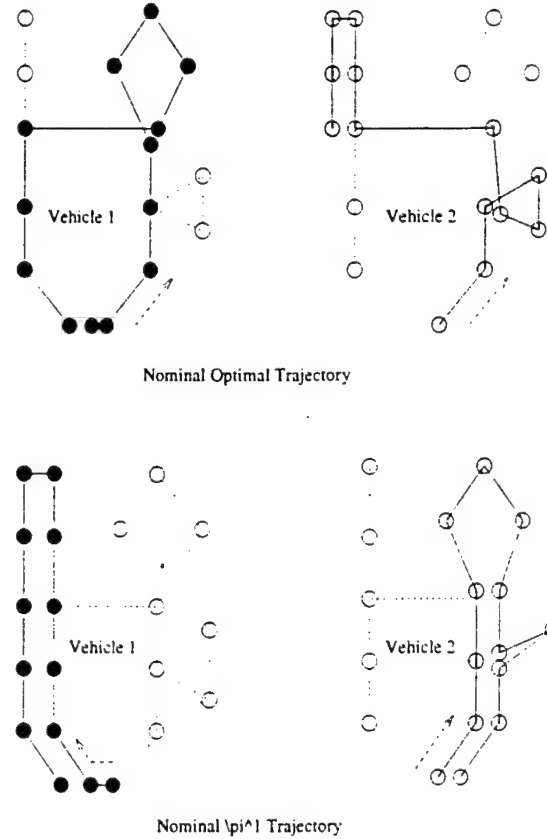 Vehicle 1
Vehicle 2
Nominal Optimal Trajectory
Vehicle 1
Vehicle 2
Nominal \pi^1 Trajectory